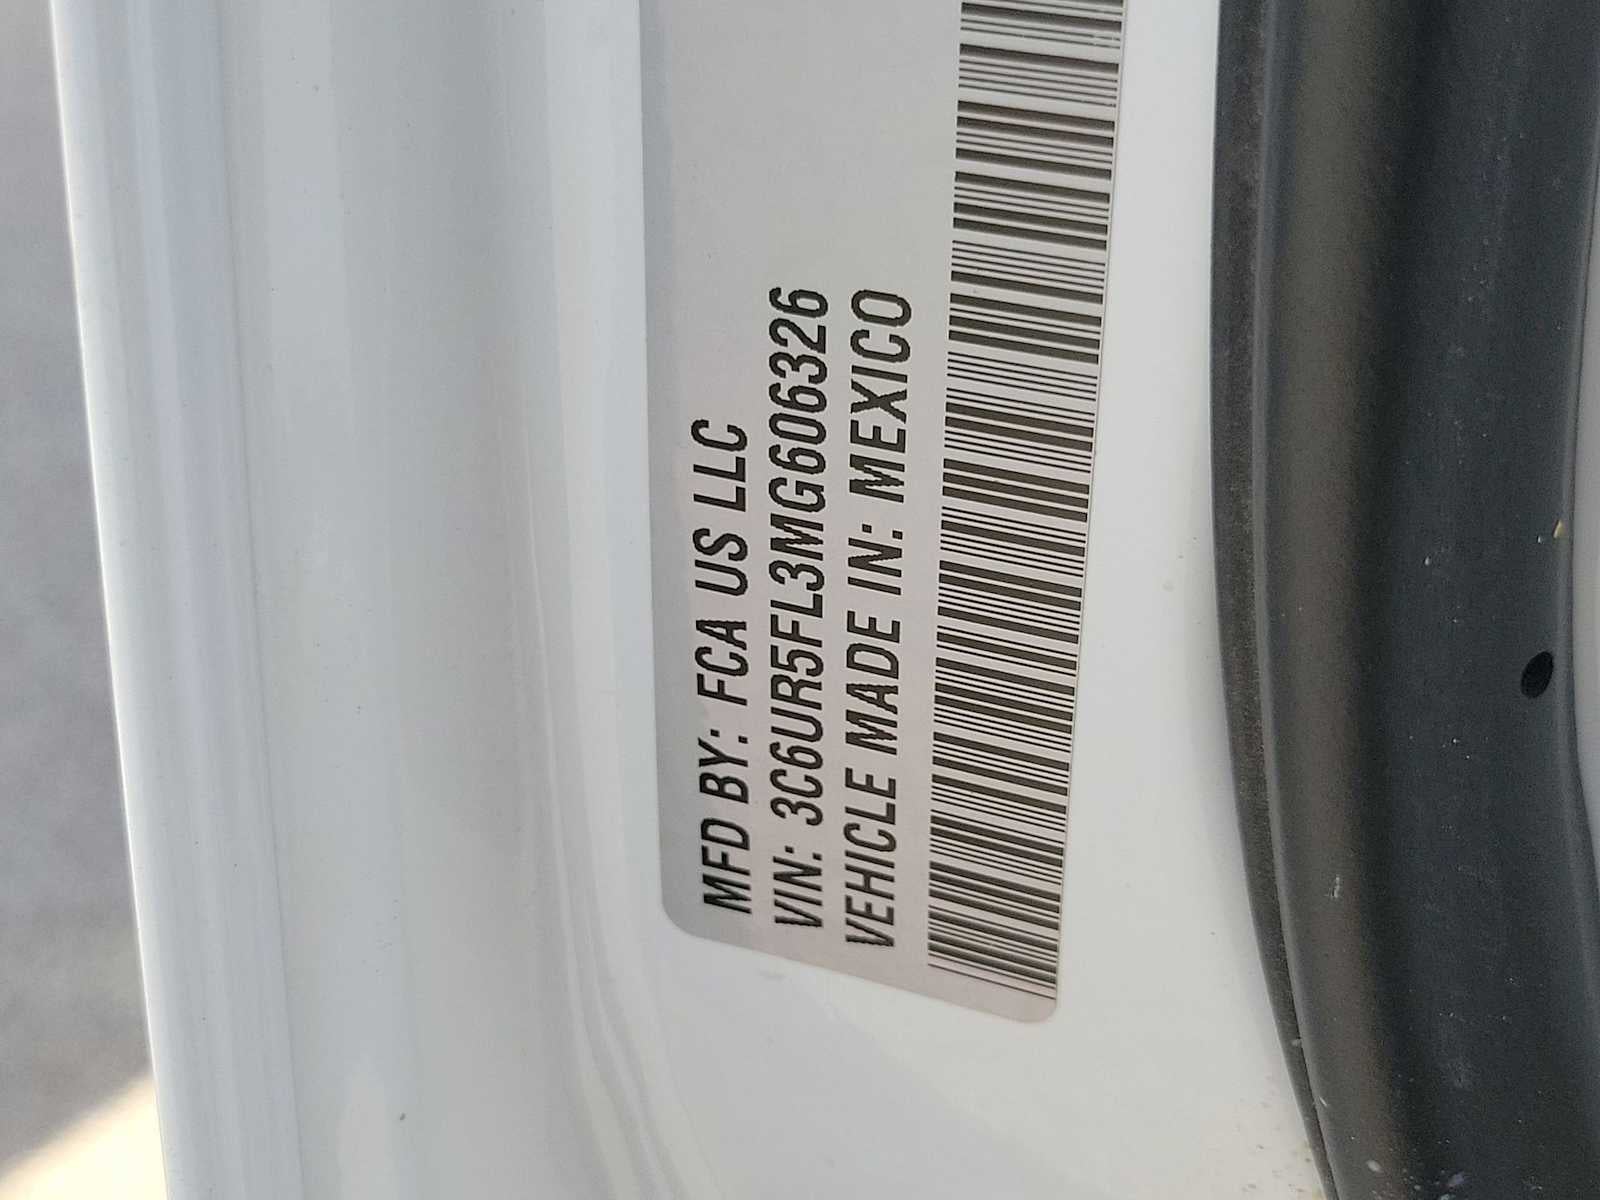 MFD BY: FCA US LLC
VIN: 3C6UR5FL3MG606326
VEHICLE MADE IN: MEXICO